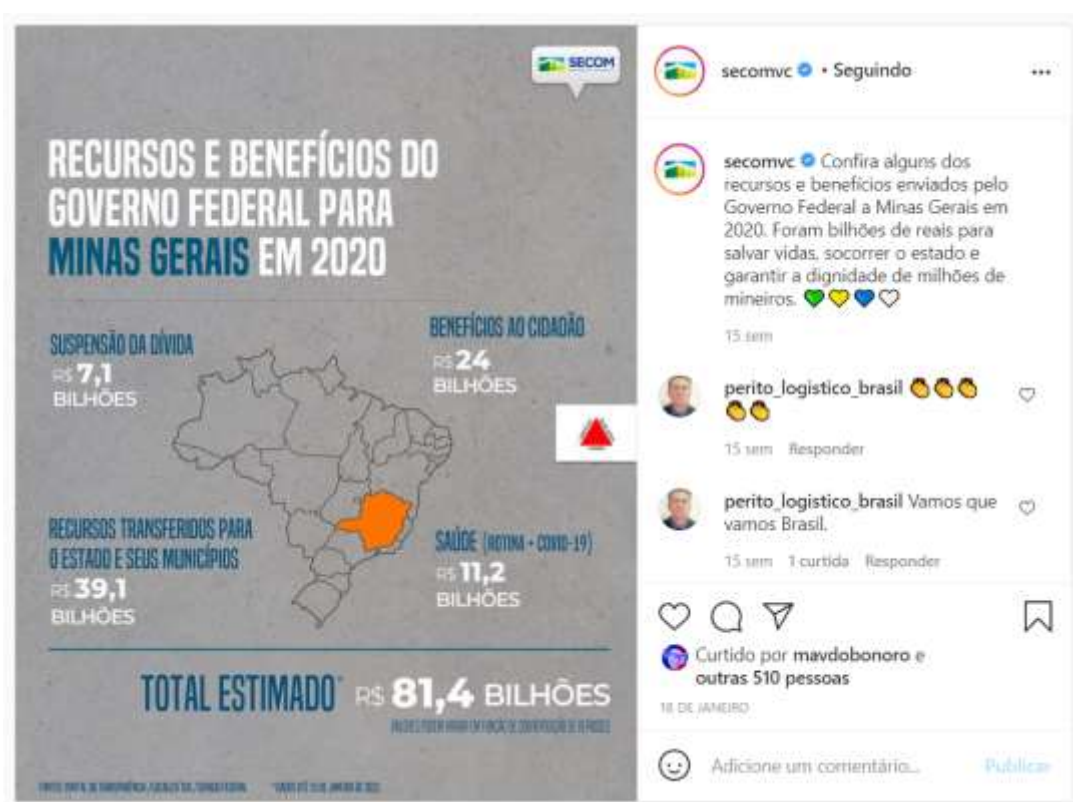 SECOM
RECURSOS E BENEFÍCIOS DO
GOVERNO FEDERAL PARA
MINAS GERAIS EM 2020
SUSPENSÃO DA DÍVIDA
R$ 7,1
BILHÕES
BENEFÍCIOS AO CIDADÃO
R$ 24
BILHÕES
RECURSOS TRANSFERIDOS PARA
O ESTADO E SEUS MUNICÍPIOS
R$ 39,1
BILHÕES
SAÚDE (ROTINA + COVID-19)
R$ 11,2
BILHÕES
TOTAL ESTIMADO* R$ 81,4 BILHÕES
secomvc • Seguindo
secomvc Confira alguns dos
recursos e benefícios enviados pelo
Governo Federal a Minas Gerais em
2020. Foram bilhões de reais para
salvar vidas, socorrer o estado e
garantir a dignidade de milhões de
mineiros. 💚💛💙🤍
15 sem
perito_logistico_brasil 👏👏👏
👏👏
15 sem Responder
perito_logistico_brasil Vamos que
vamos Brasil.
15 sem 1 curtida Responder
Curtido por mavdobonoro e
outras 510 pessoas
18 DE JANEIRO
Adicione um comentário... Publicar